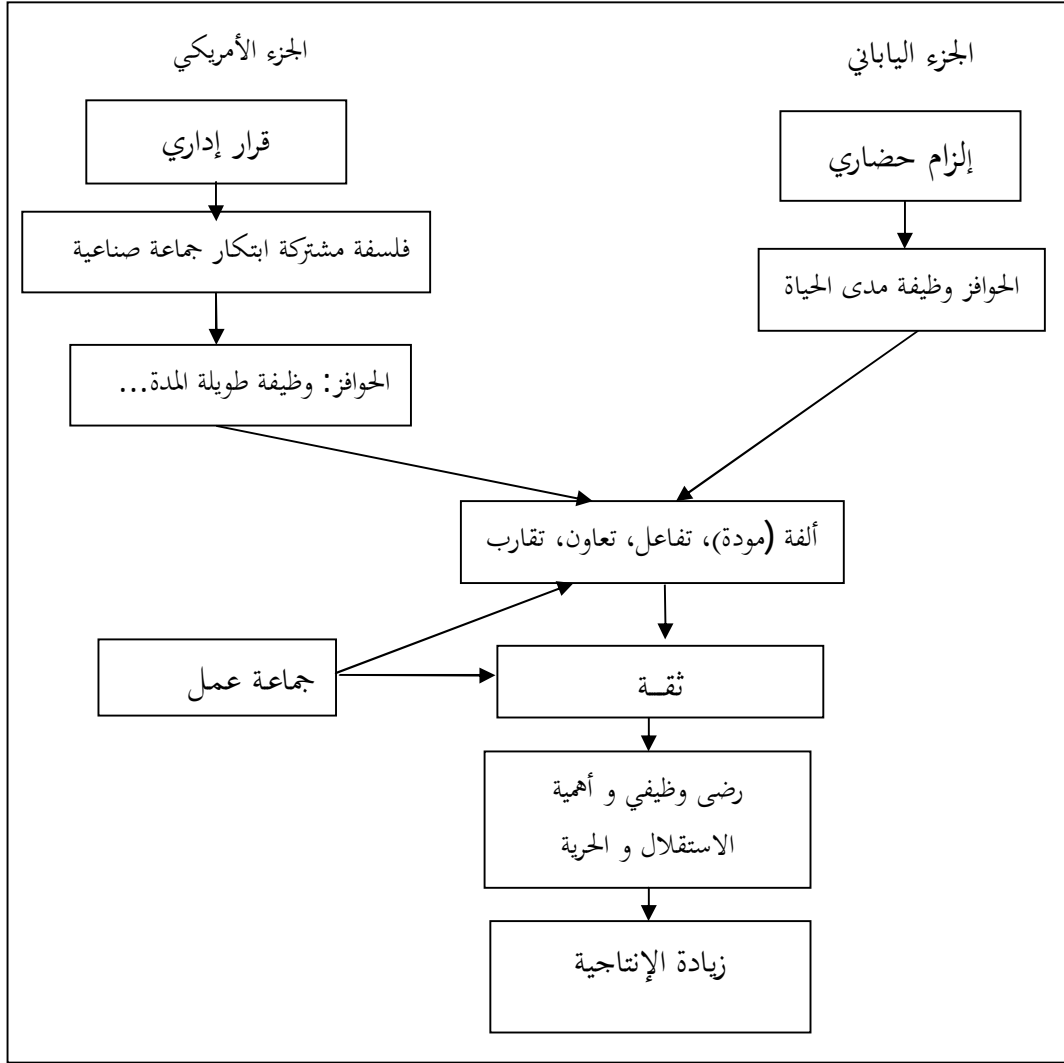 الجزء الياباني
الجزء الأمريكي
إلزام حضاري
قرار إداري
الحوافز وظيفة مدى الحياة
فلسفة مشتركة ابتكار جماعة صناعية
الحوافز: وظيفة طويلة المدة...
ألفة (مودة)، تفاعل، تعاون، تقارب
ثقــة
جماعة عمل
رضى وظيفي و أهمية
الاستقلال و الحرية
زيادة الإنتاجية